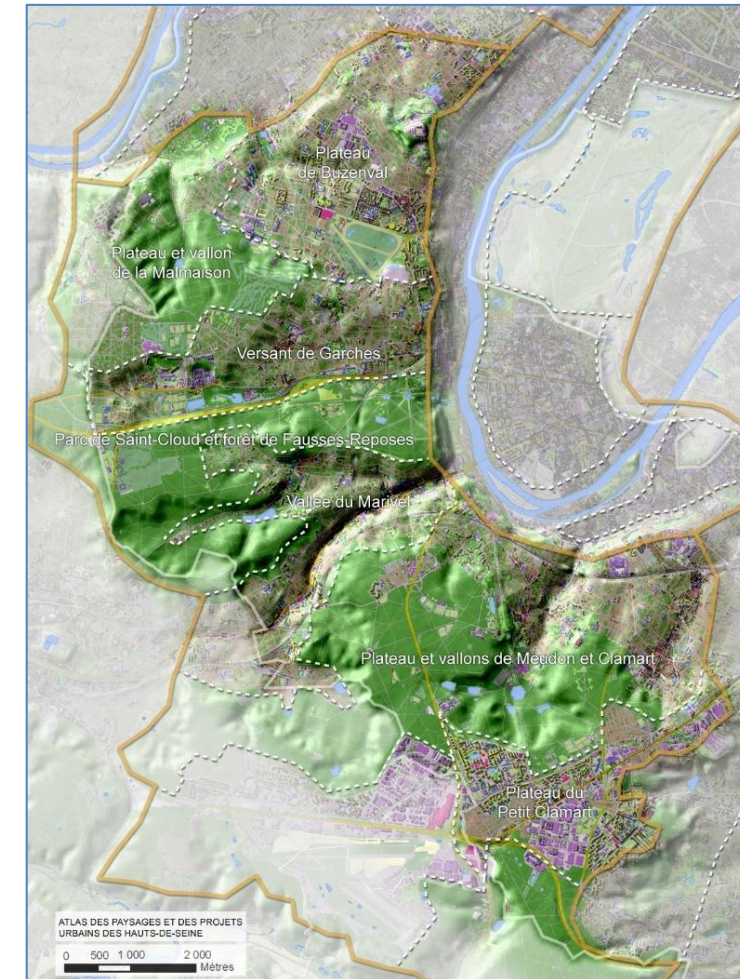 Plateau
de Buzenval
Plateau et vallon
de la Malmaison
Versant de Garches
Parc de Saint-Cloud et forêt de Fausses-Reposes
Vallée du Marivel
Plateau et vallons de Meudon et Clamart
Plateau du
Petit Clamart
ATLAS DES PAYSAGES ET DES PROJETS
URBAINS DES HAUTS-DE-SEINE
0 500 1 000 2 000
Mètres